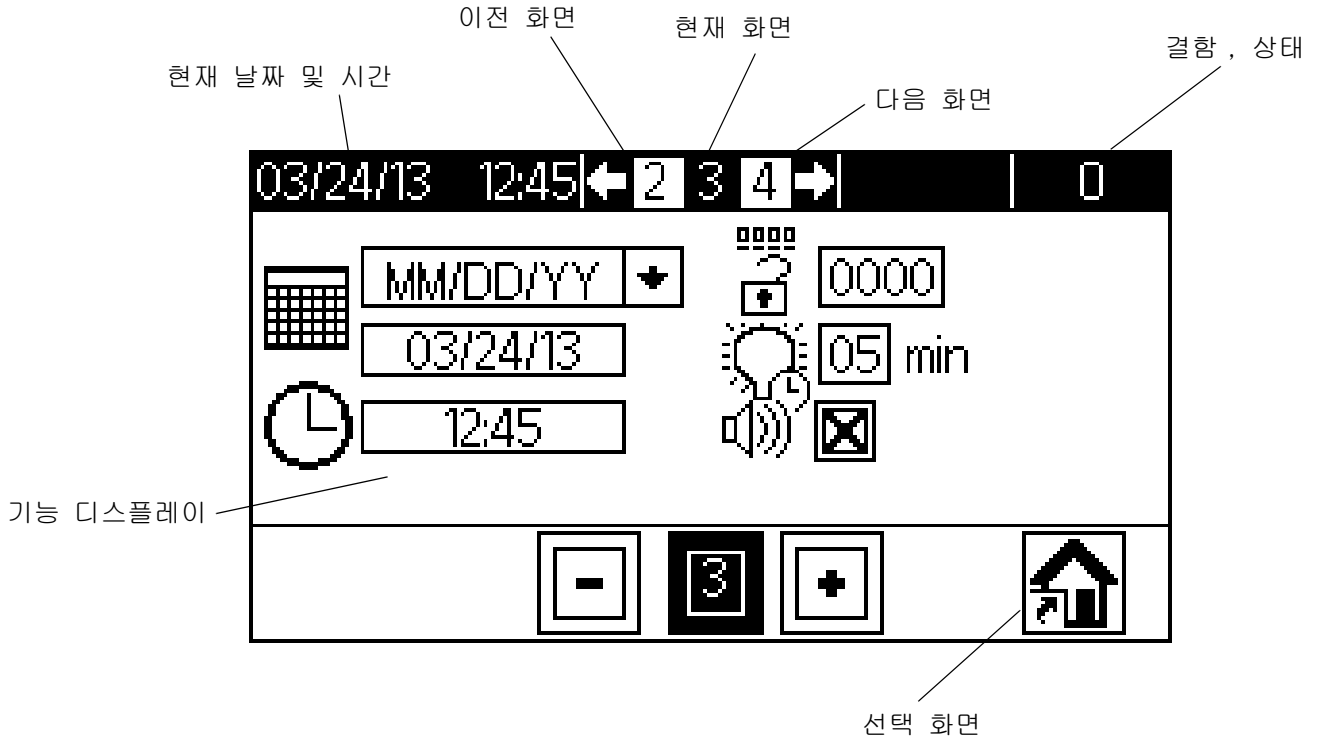 이전 화면
현재 화면
결함 , 상태
현재 날짜 및 시간
다음 화면
03/24/13 12:45 2 3 4 0
MM/DD/YY 0000
03/24/13 05 min
12:45
기능 디스플레이
- 3 +
선택 화면